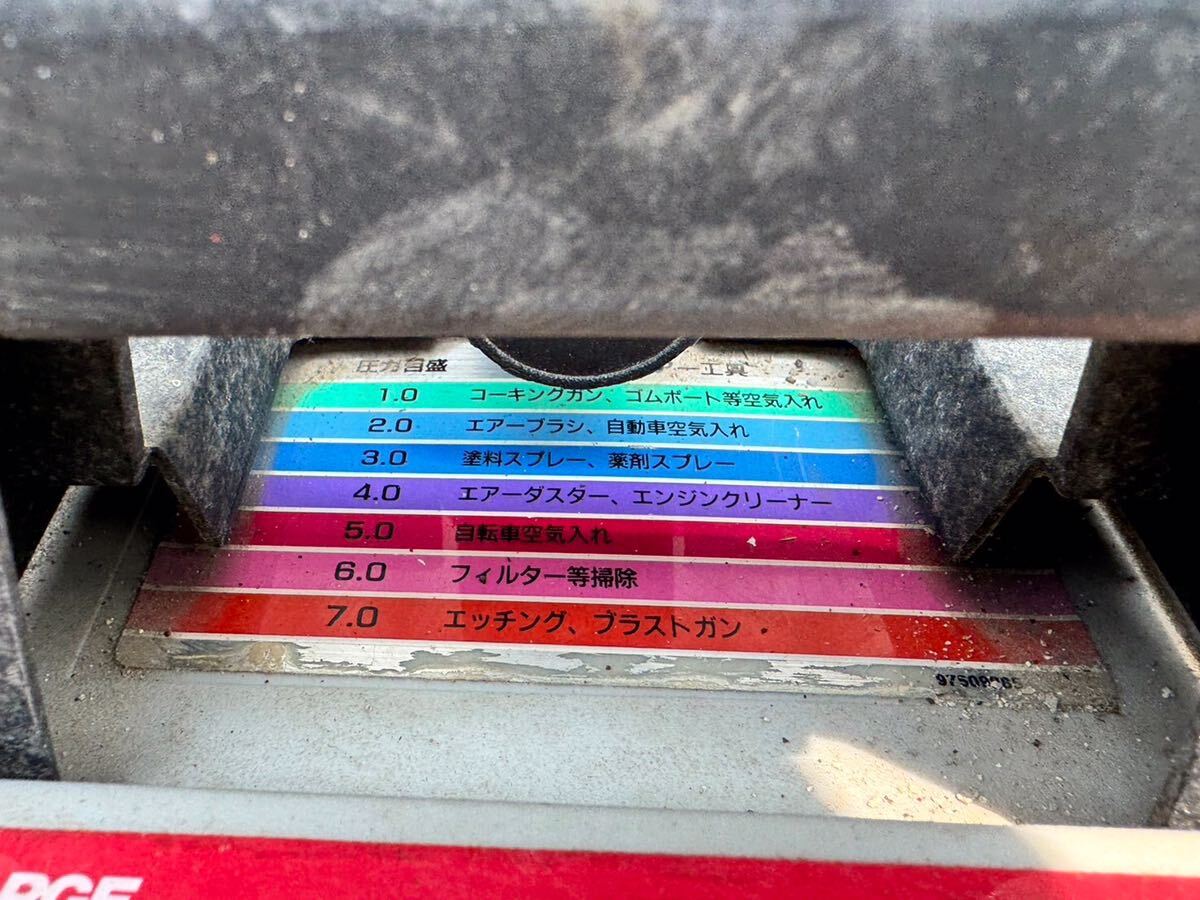 圧力目盛 ー工具
1.0 コーキングガン、ゴムボート等空気入れ
2.0 エアーブラシ、自動車空気入れ
3.0 塗料スプレー、薬剤スプレー
4.0 エアーダスター、エンジンクリーナー
5.0 自転車空気入れ
6.0 フィルター等掃除
7.0 エッチング、ブラストガン